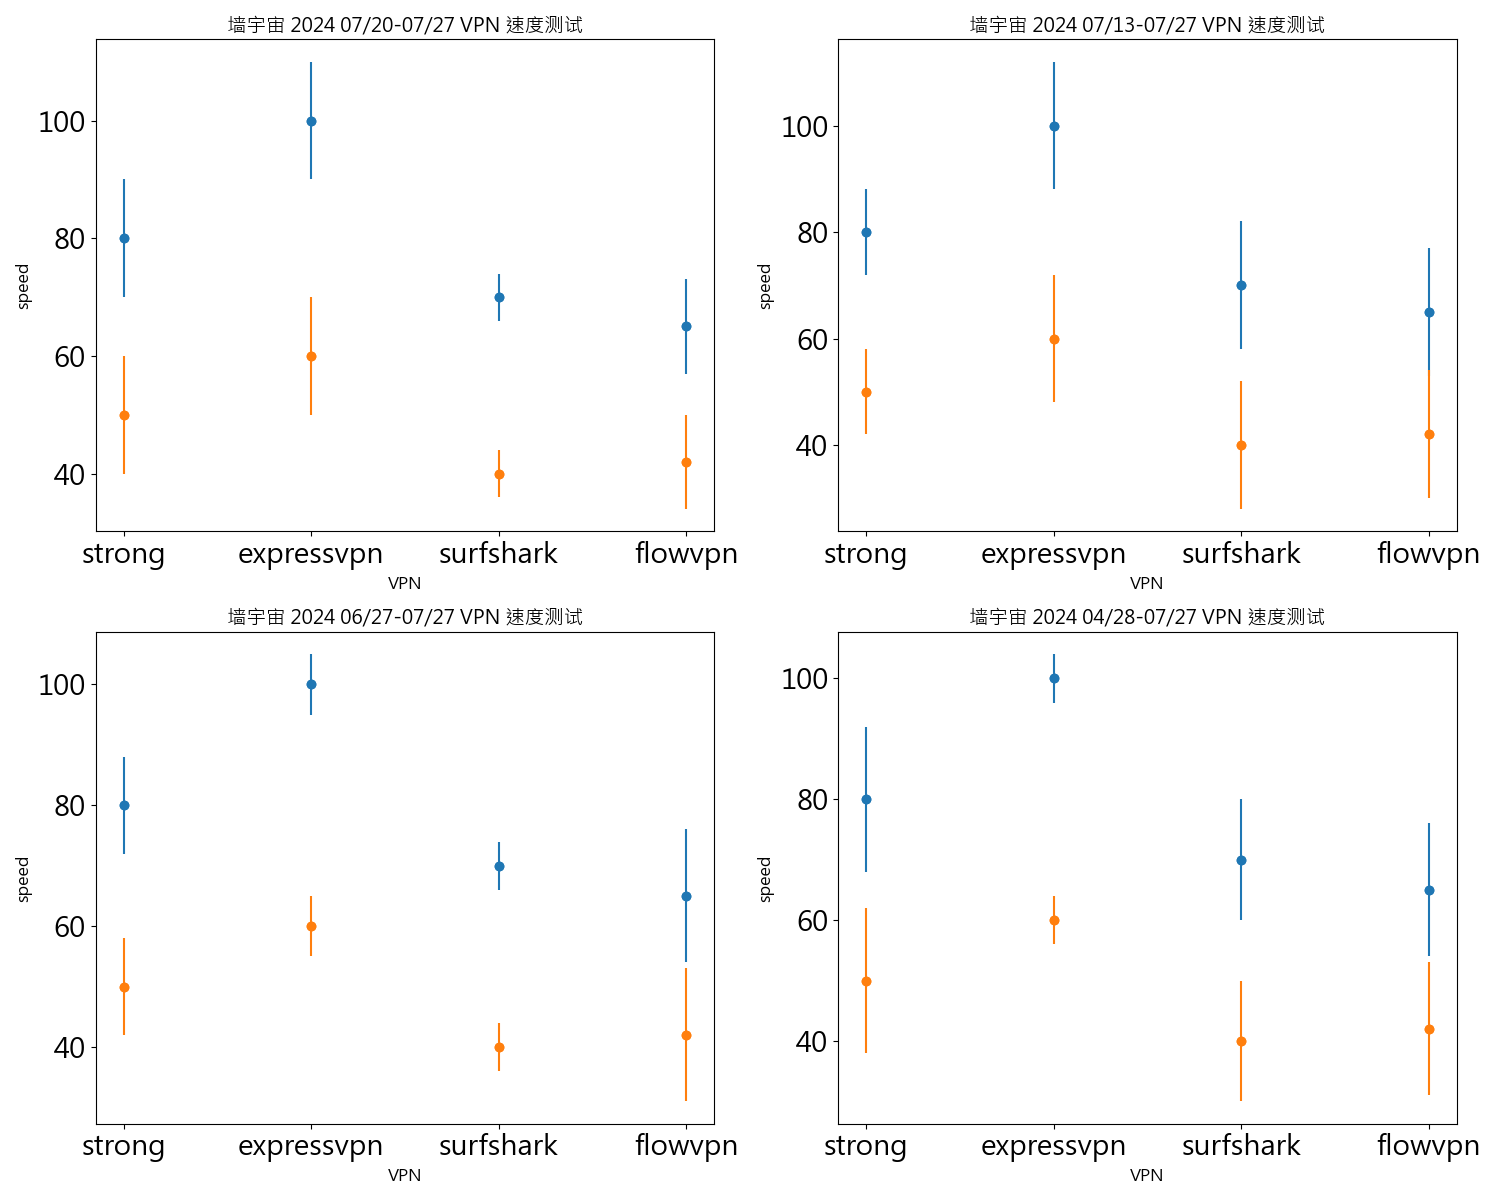 墙宇宙 2024 07/20-07/27 VPN 速度测试
100
80
60
40
speed
strong expressvpn surfshark flowvpn
VPN
墙宇宙 2024 07/13-07/27 VPN 速度测试
100
80
60
40
speed
strong expressvpn surfshark flowvpn
VPN
墙宇宙 2024 06/27-07/27 VPN 速度测试
100
80
60
40
speed
strong expressvpn surfshark flowvpn
VPN
墙宇宙 2024 04/28-07/27 VPN 速度测试
100
80
60
40
speed
strong expressvpn surfshark flowvpn
VPN